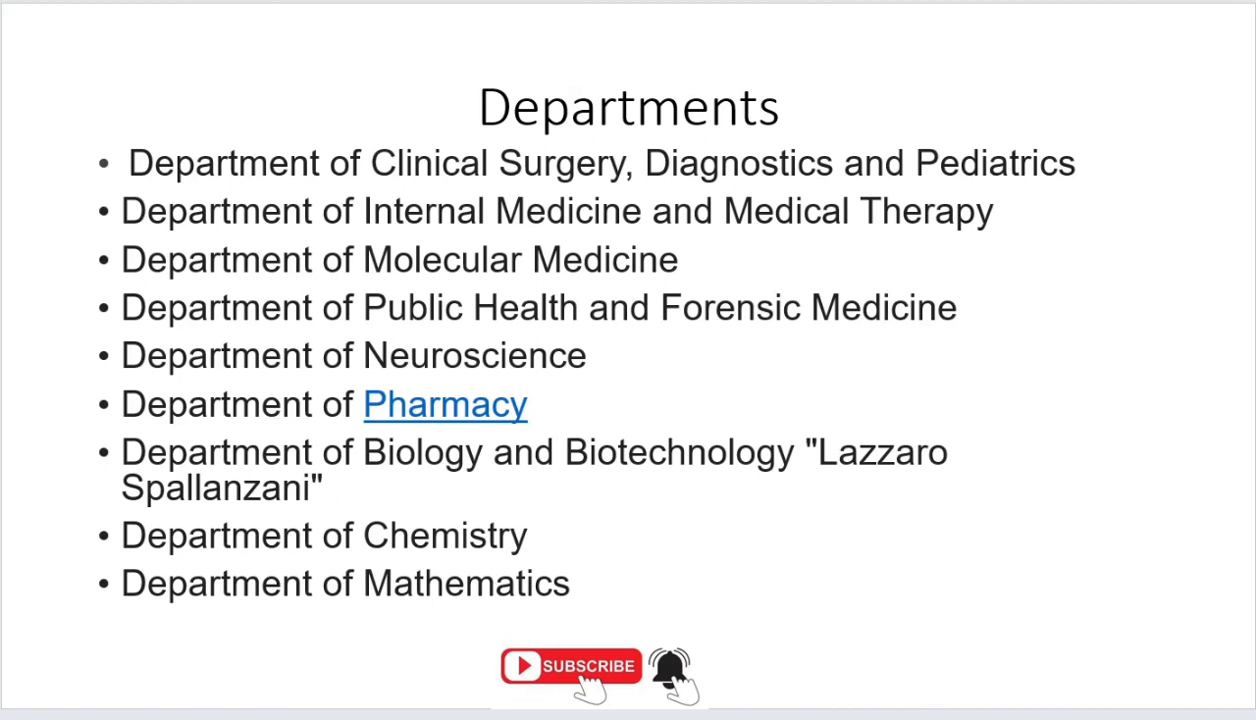 Departments
• Department of Clinical Surgery, Diagnostics and Pediatrics
• Department of Internal Medicine and Medical Therapy
• Department of Molecular Medicine
• Department of Public Health and Forensic Medicine
• Department of Neuroscience
• Department of Pharmacy
• Department of Biology and Biotechnology "Lazzaro
Spallanzani"
• Department of Chemistry
• Department of Mathematics
SUBSCRIBE